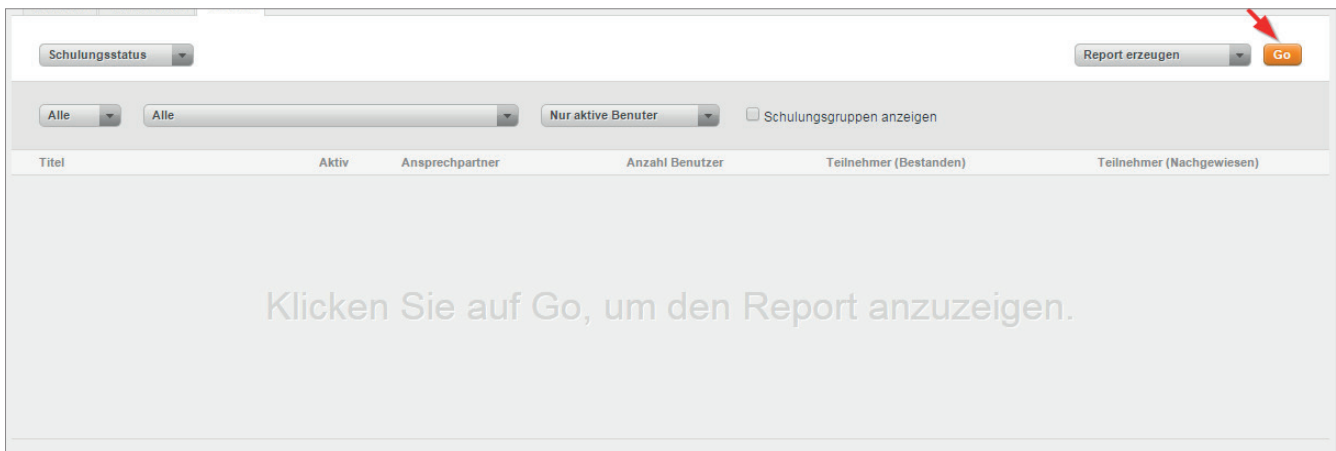 Schulungsstatus
Report erzeugen Go
Alle Alle Nur aktive Benuter Schulungsgruppen anzeigen
Titel Aktiv Ansprechpartner Anzahl Benutzer Teilnehmer (Bestanden) Teilnehmer (Nachgewiesen)
Klicken Sie auf Go, um den Report anzuzeigen.